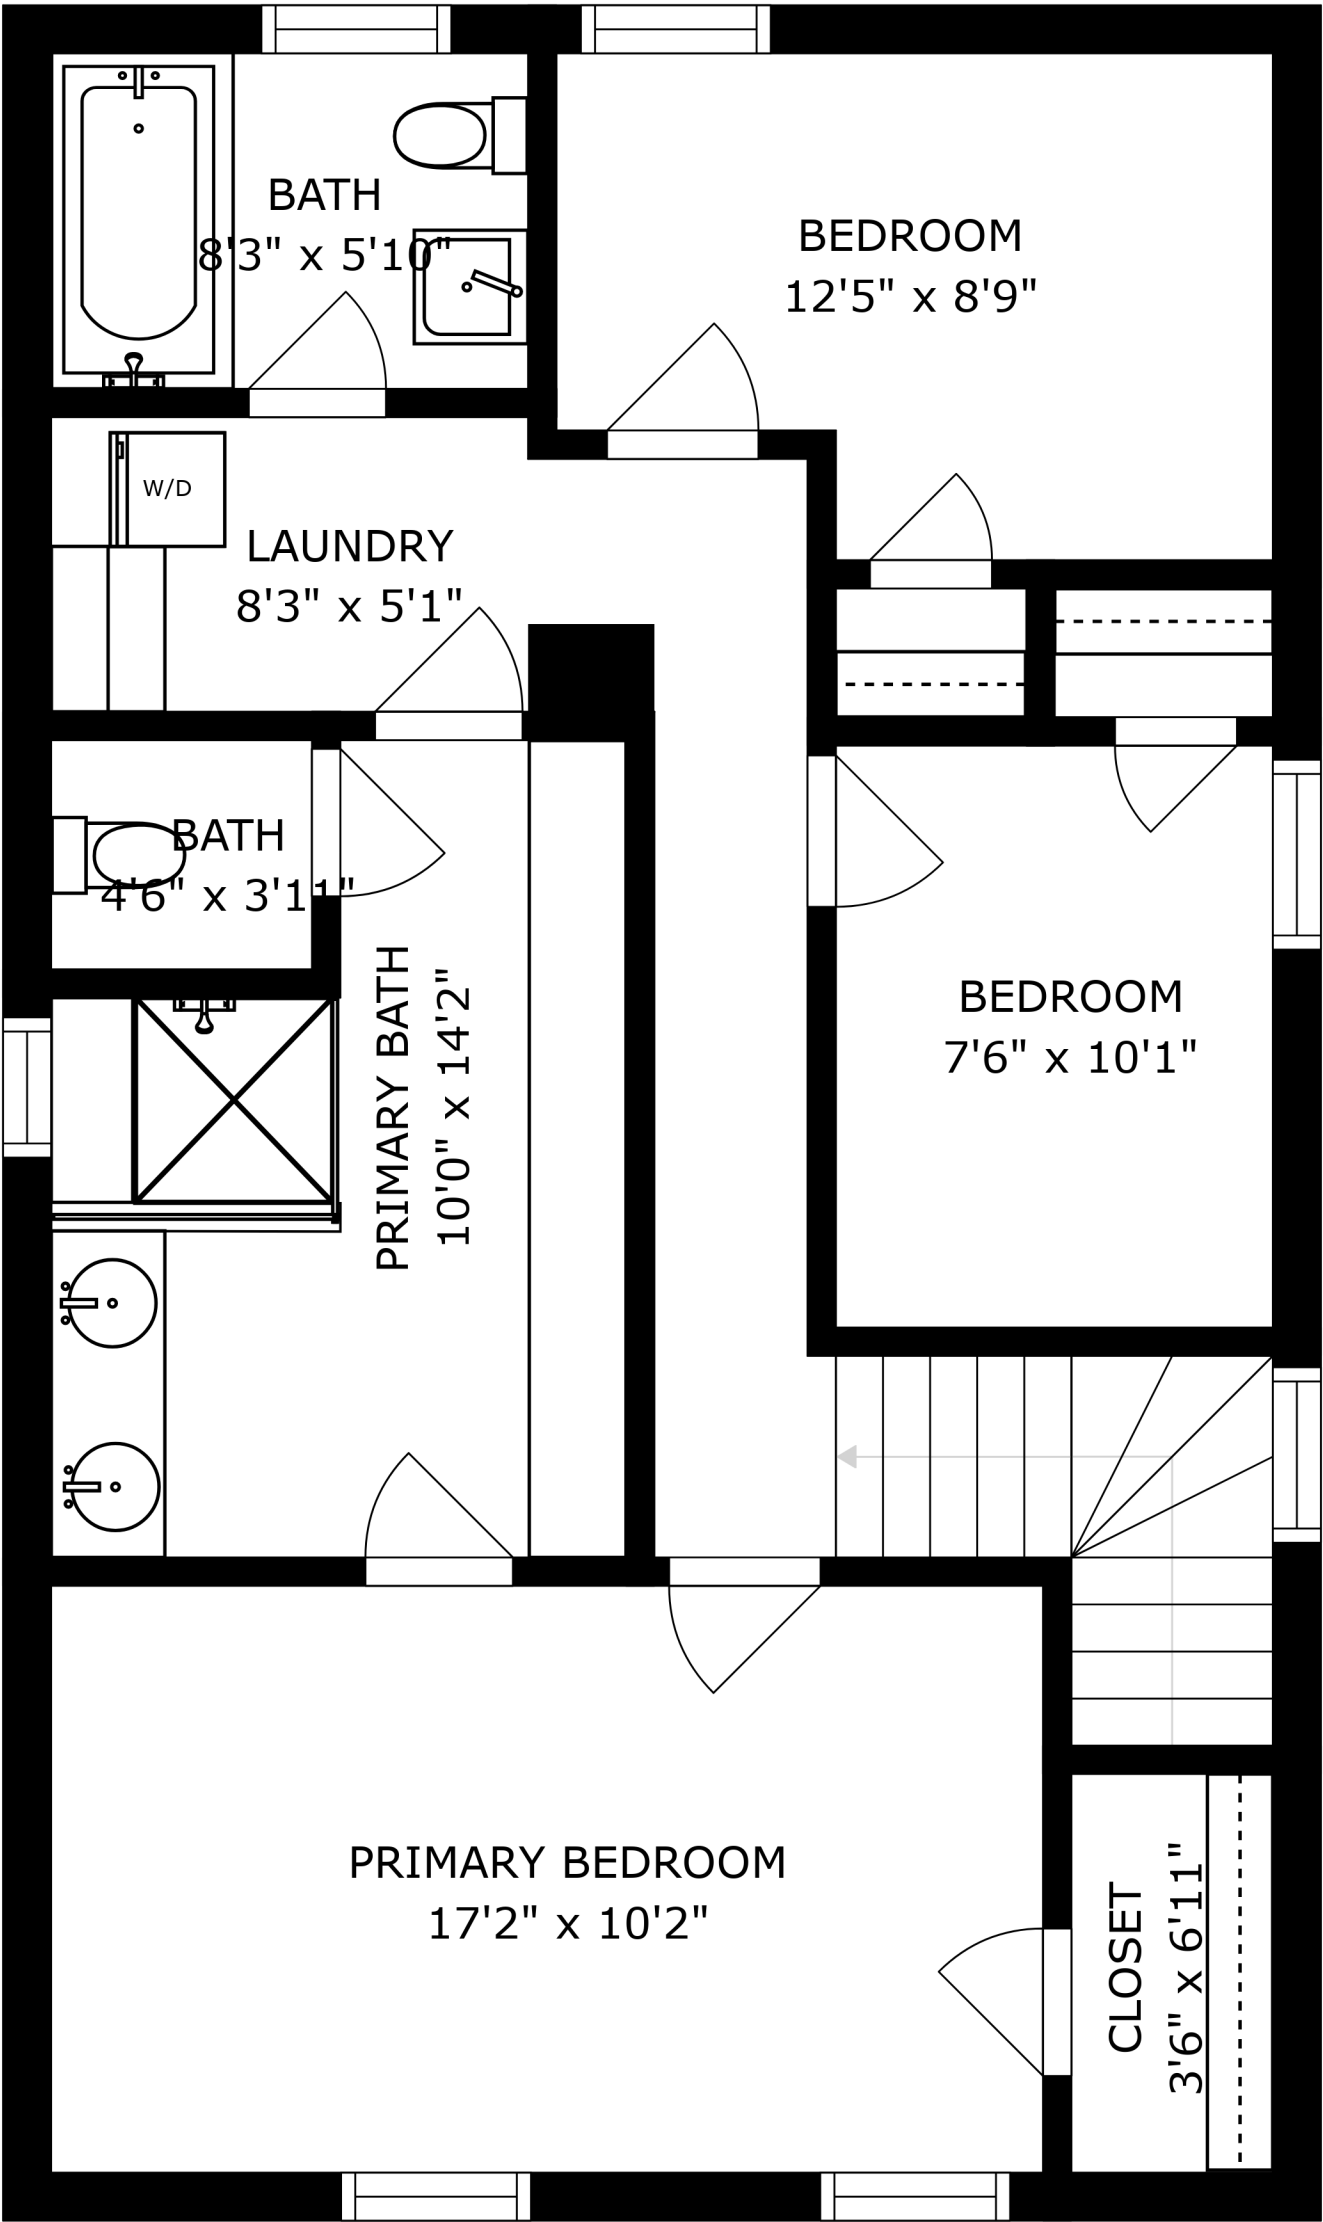 BATH
8'3" x 5'10"
BEDROOM
12'5" x 8'9"
W/D
LAUNDRY
8'3" x 5'1"
BATH
4'6" x 3'11"
PRIMARY BATH
10'0" x 14'2"
BEDROOM
7'6" x 10'1"
PRIMARY BEDROOM
17'2" x 10'2"
CLOSET
3'6" x 6'11"